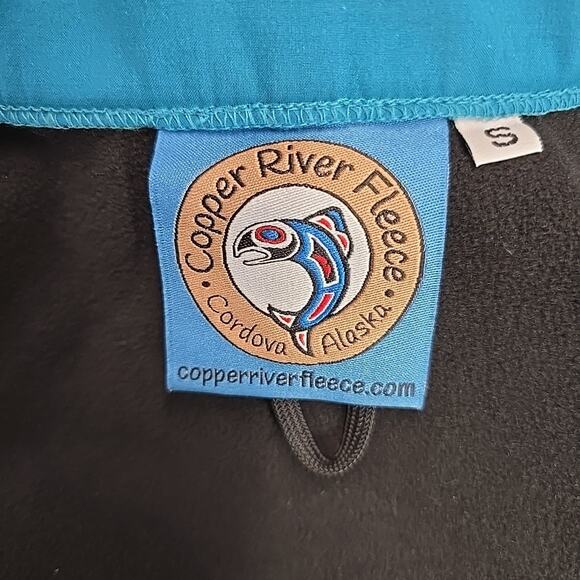 • Copper River Fleece •
Cordova Alaska
copperriverfleece.com
S